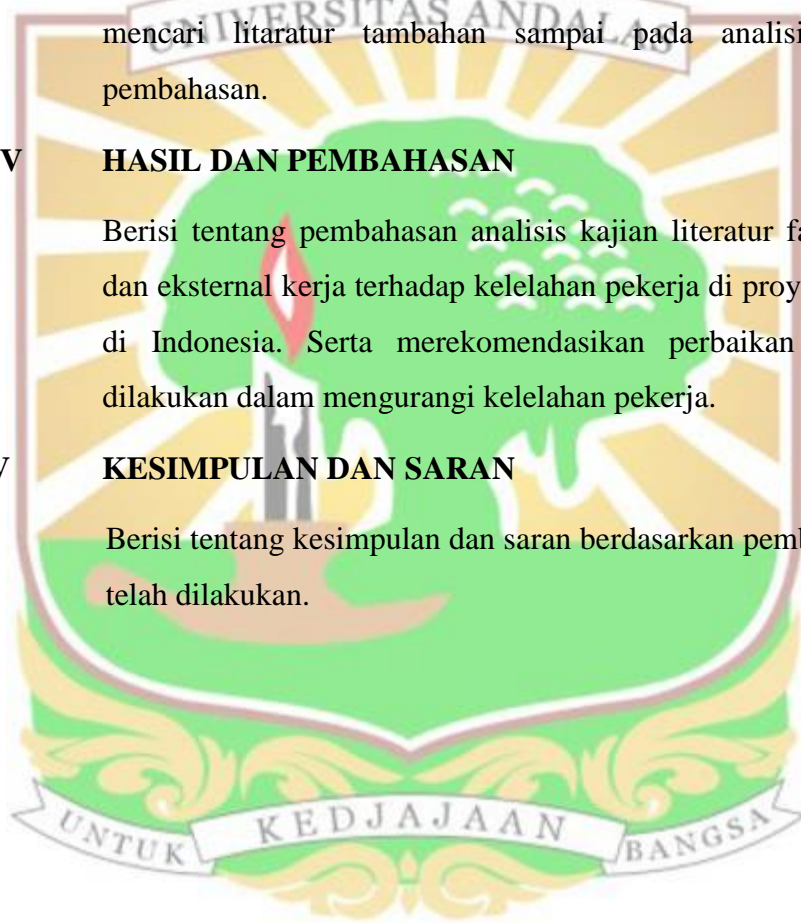 UNIVERSITAS ANDALAS
mencari litaratur tambahan sampai pada analisi
pembahasan.
V HASIL DAN PEMBAHASAN
Berisi tentang pembahasan analisis kajian literatur fa
dan eksternal kerja terhadap kelelahan pekerja di proy
di Indonesia. Serta merekomendasikan perbaikan
dilakukan dalam mengurangi kelelahan pekerja.
V KESIMPULAN DAN SARAN
Berisi tentang kesimpulan dan saran berdasarkan pemb
telah dilakukan.
UNTUK KEDJAJAAN BANGSA